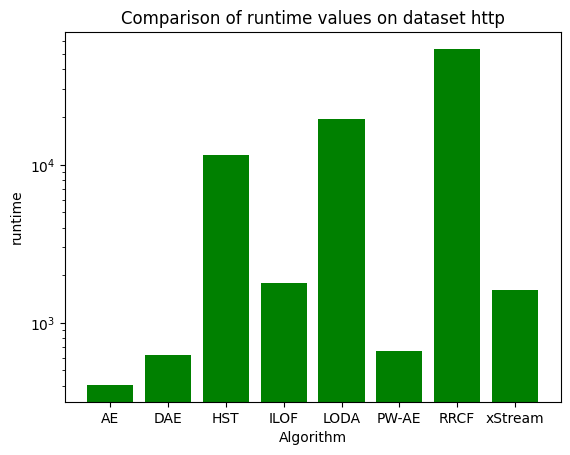 Comparison of runtime values on dataset http
runtime
10^4
10^3
AE DAE HST ILOF LODA PW-AE RRCF xStream
Algorithm